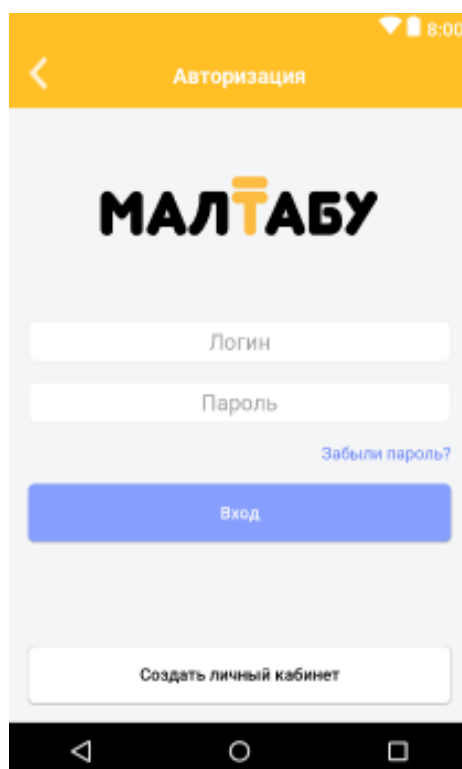 8:00
Авторизация
МАЛТАБУ
Логин
Пароль
Забыли пароль?
Вход
Создать личный кабинет